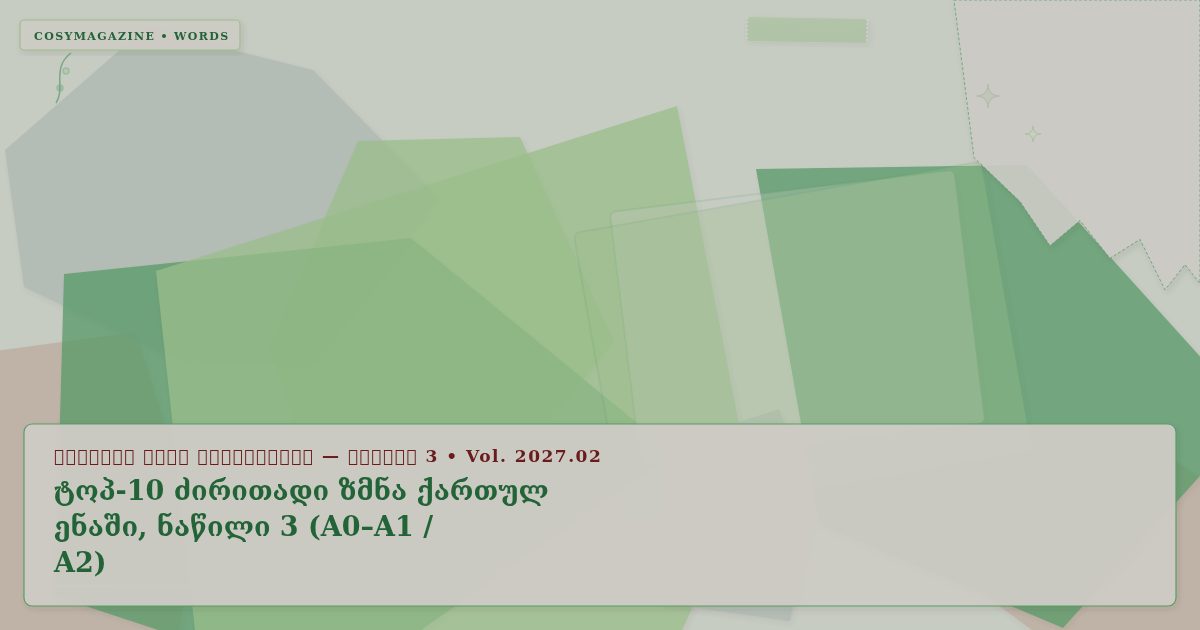 COSYMAGAZINE • WORDS
— 3 • Vol. 2027.02
ტოპ-10 ძირითადი ზმნა ქართულ
ენაში, ნაწილი 3 (A0–A1 /
A2)